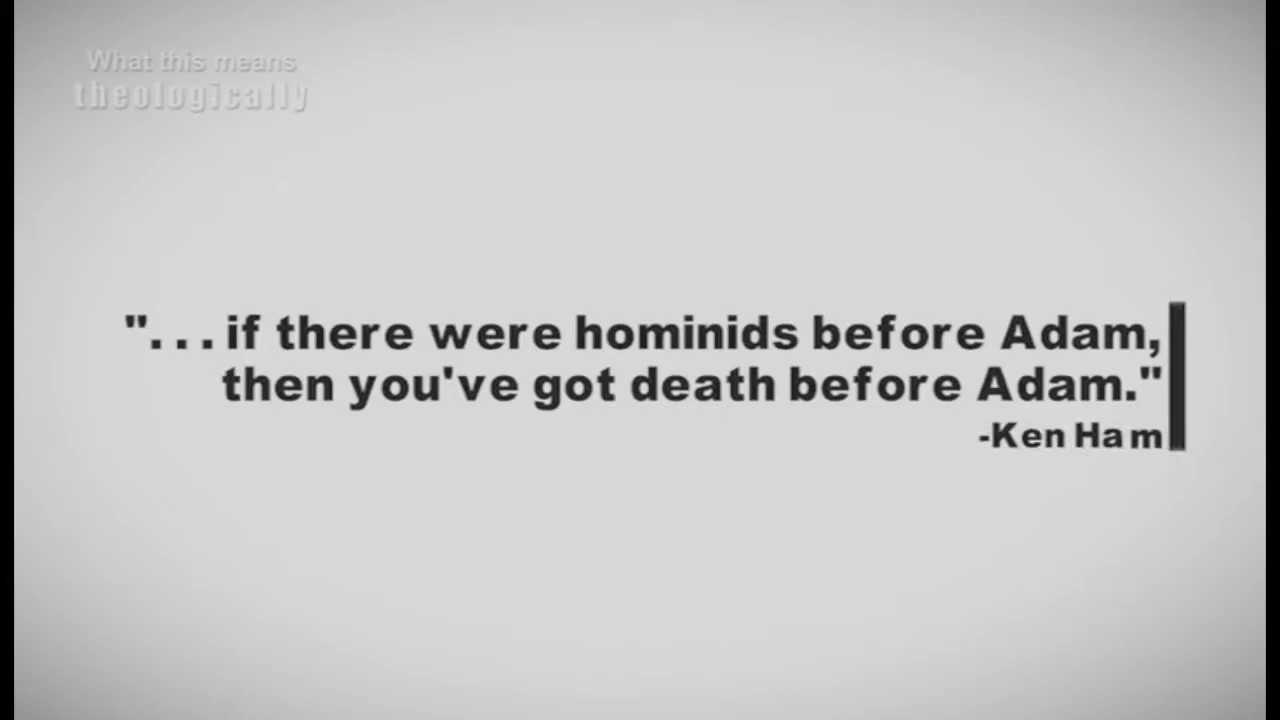 What this means
theologically
"... if there were hominids before Adam,
then you've got death before Adam."
-Ken Ham